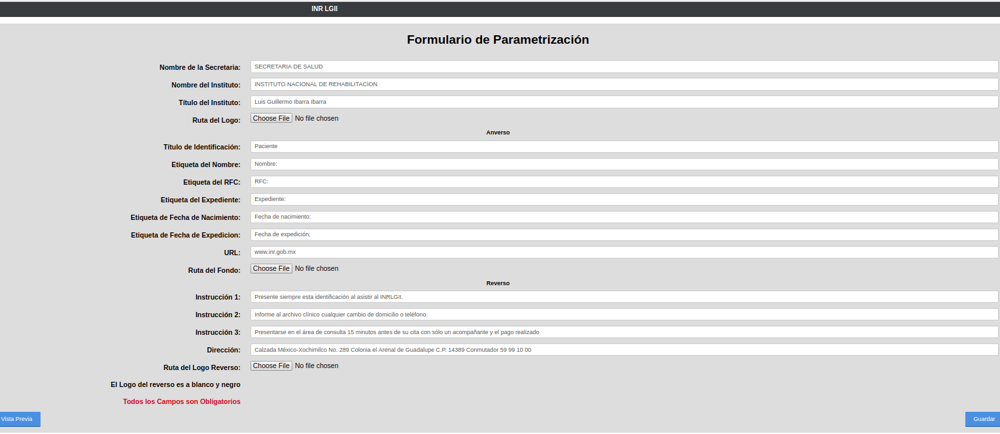 INR LGII
Formulario de Parametrización
Nombre de la Secretaria: SECRETARIA DE SALUD
Nombre del Instituto: INSTITUTO NACIONAL DE REHABILITACION
Título del Instituto: Luis Guillermo Ibarra Ibarra
Ruta del Logo: Choose File No file chosen
Anverso
Título de Identificación: Paciente
Etiqueta del Nombre: Nombre:
Etiqueta del RFC: RFC:
Etiqueta del Expediente: Expediente:
Etiqueta de Fecha de Nacimiento: Fecha de nacimiento:
Etiqueta de Fecha de Expedicion: Fecha de expedición;
URL: www.inr.gob.mx
Ruta del Fondo: Choose File No file chosen
Reverso
Instrucción 1: Presente siempre esta identificación al asistir al INRLGII.
Instrucción 2: Informe al archivo clínico cualquier cambio de domicilio o teléfono.
Instrucción 3: Presentarse en el área de consulta 15 minutos antes de su cita con sólo un acompañante y el pago realizado
Dirección: Calzada México-Xochimilco No. 289 Colonia el Arenal de Guadalupe C.P. 14389 Conmutador 59 99 10 00
Ruta del Logo Reverso: Choose File No file chosen
El Logo del reverso es a blanco y negro
Todos los Campos son Obligatorios
Vista Previa Guardar